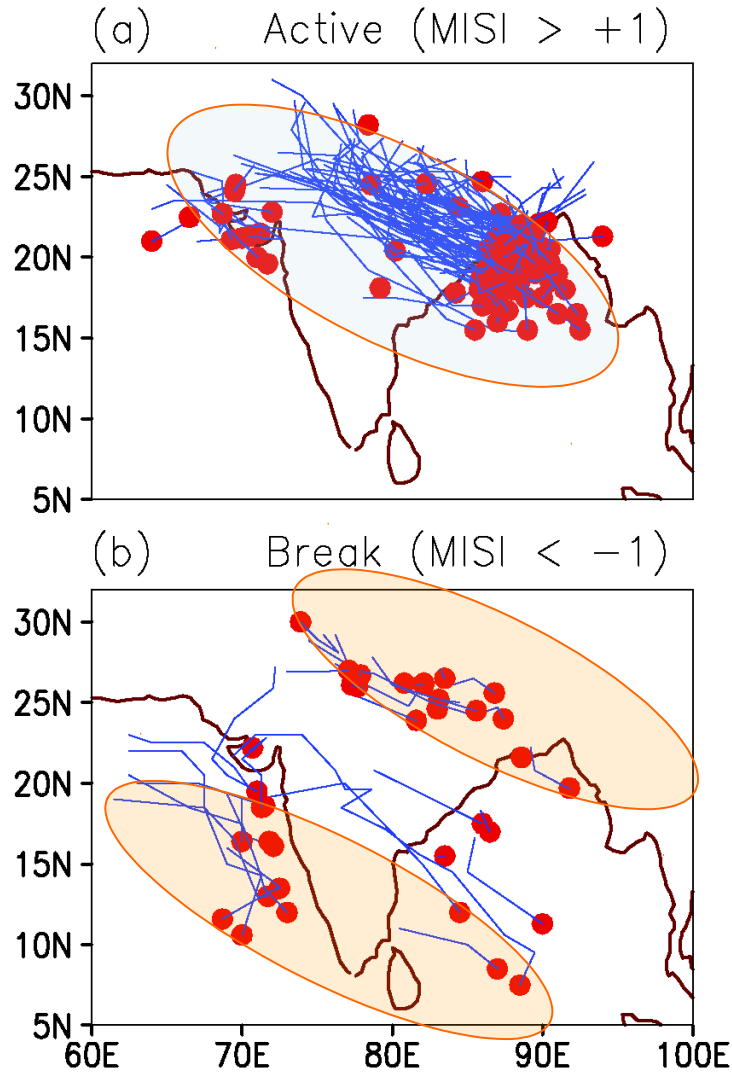 (a) Active (MISI > +1)
30N
25N
20N
15N
10N
5N
(b) Break (MISI < −1)
30N
25N
20N
15N
10N
5N
60E 70E 80E 90E 100E